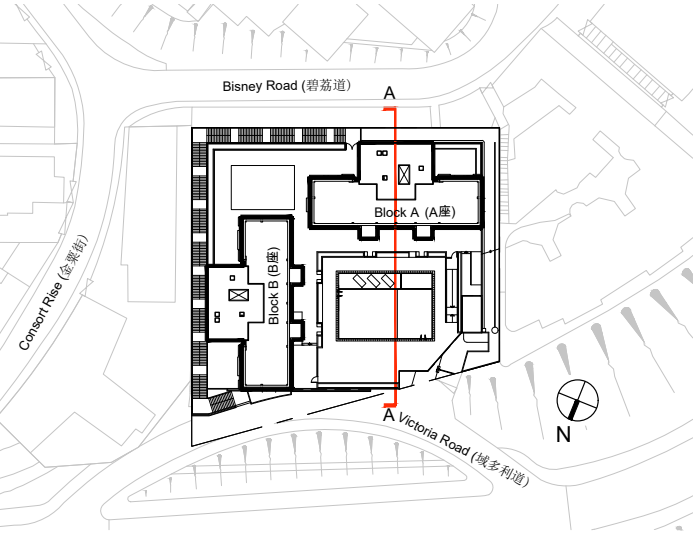 Bisney Road (碧荔道)
A
Block A (A座)
Block B (B座)
Consort Rise (金粟街)
A
Victoria Road (域多利道)
N